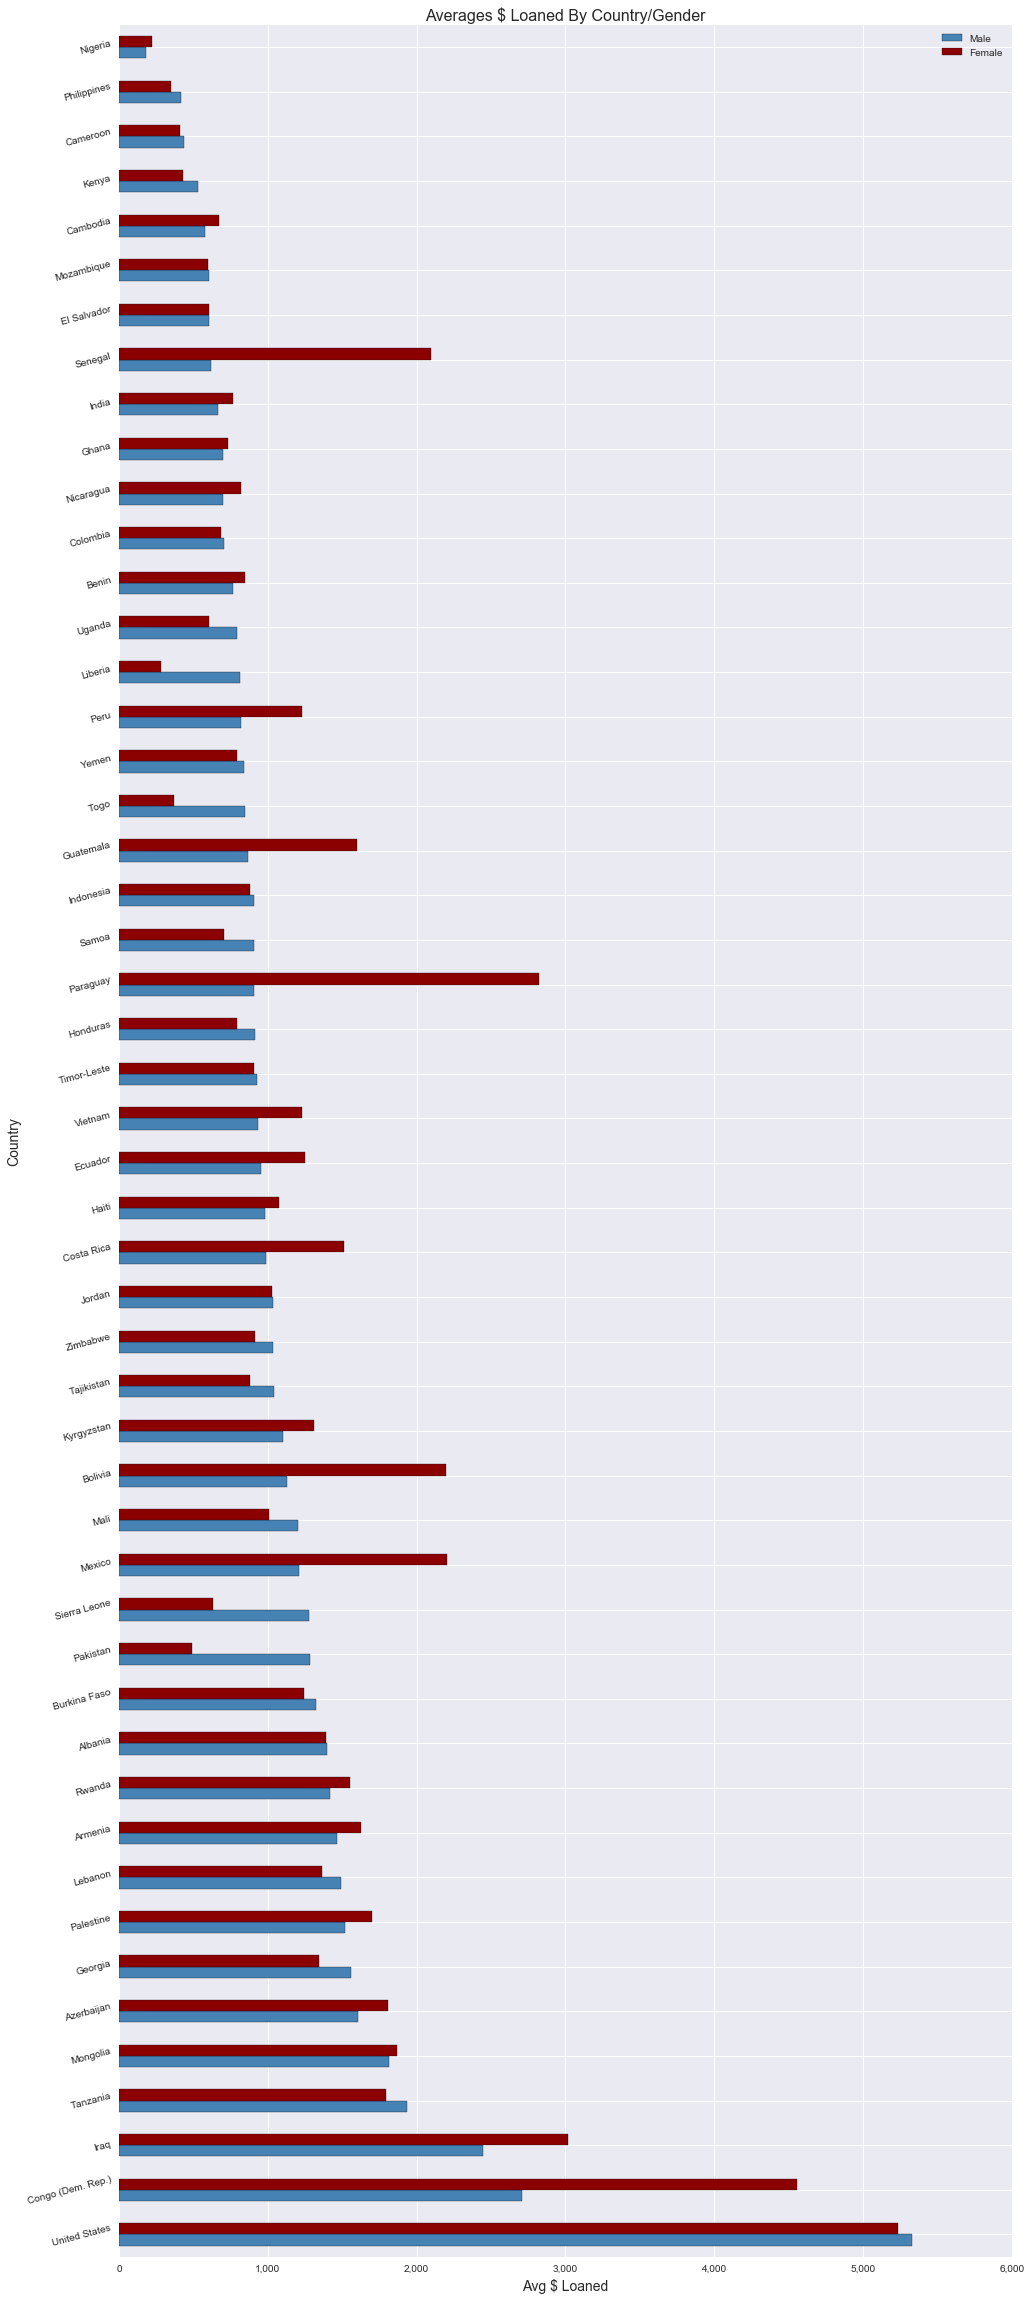 Averages $ Loaned By Country/Gender
Male
Female
Nigeria
Philippines
Cameroon
Kenya
Cambodia
Mozambique
El Salvador
Senegal
India
Ghana
Nicaragua
Colombia
Benin
Uganda
Liberia
Peru
Yemen
Togo
Guatemala
Indonesia
Samoa
Paraguay
Honduras
Timor-Leste
Vietnam
Ecuador
Haiti
Costa Rica
Jordan
Zimbabwe
Tajikistan
Kyrgyzstan
Bolivia
Mali
Mexico
Sierra Leone
Pakistan
Burkina Faso
Albania
Rwanda
Armenia
Lebanon
Palestine
Georgia
Azerbaijan
Mongolia
Tanzania
Iraq
Congo (Dem. Rep.)
United States
Country
0 1,000 2,000 3,000 4,000 5,000 6,000
Avg $ Loaned